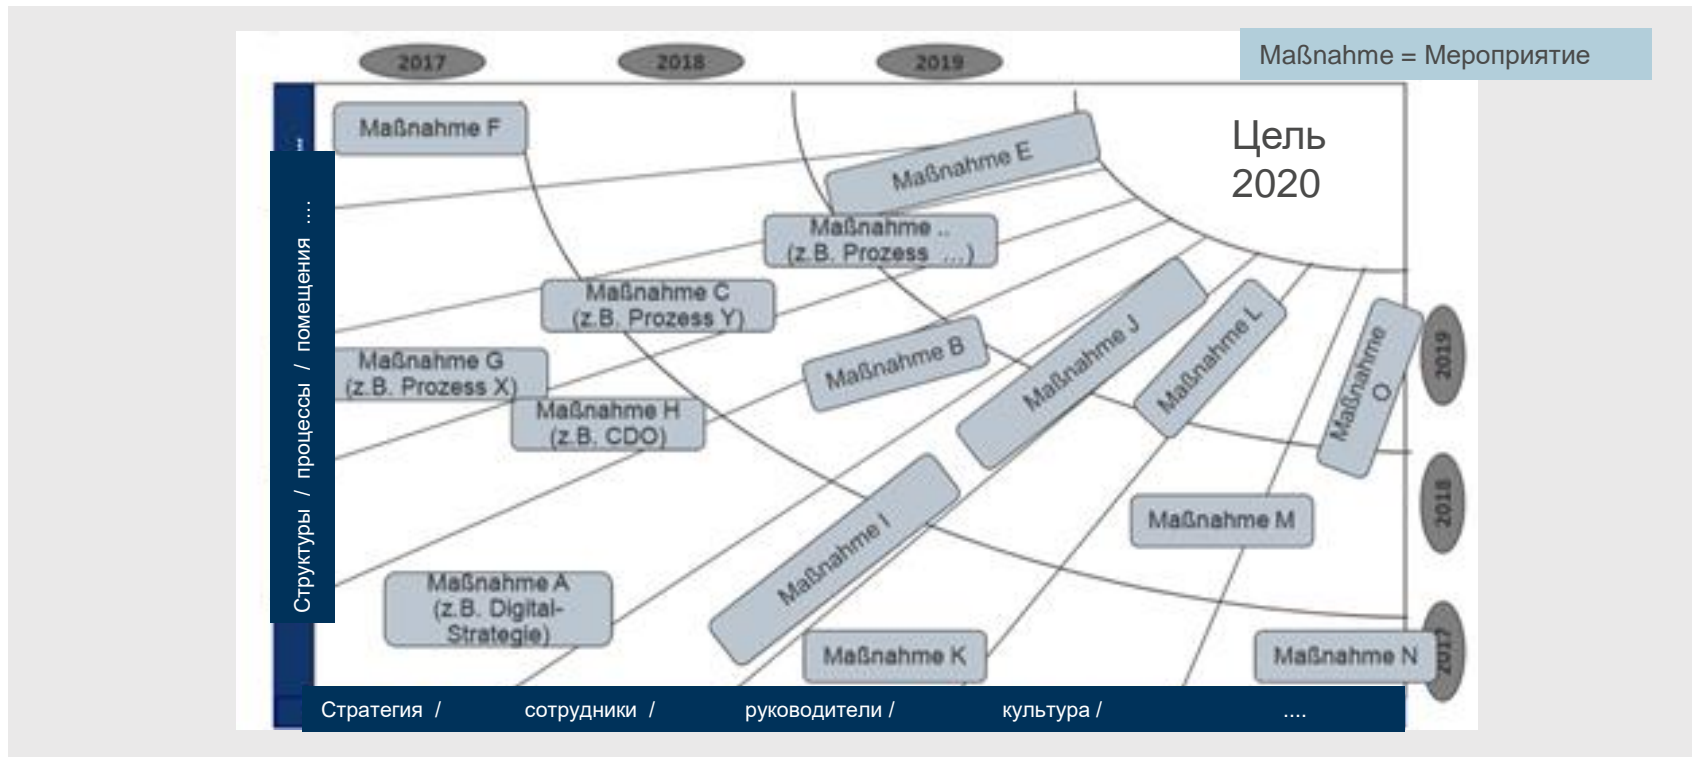 2017
2018
2019
Maßnahme = Мероприятие
Цель
2020
Maßnahme F
Maßnahme E
Maßnahme ..
(z.B. Prozess ...)
Maßnahme C
(z.B. Prozess Y)
Maßnahme G
(z.B. Prozess X)
Maßnahme H
(z.B. CDO)
Maßnahme B
Maßnahme J
Maßnahme L
Maßnahme
O
Maßnahme I
Maßnahme M
Maßnahme A
(z.B. Digital-
Strategie)
Maßnahme K
Maßnahme N
2019
2018
2017
...
Структуры / процессы / помещения ....
Стратегия / сотрудники / руководители / культура / ....